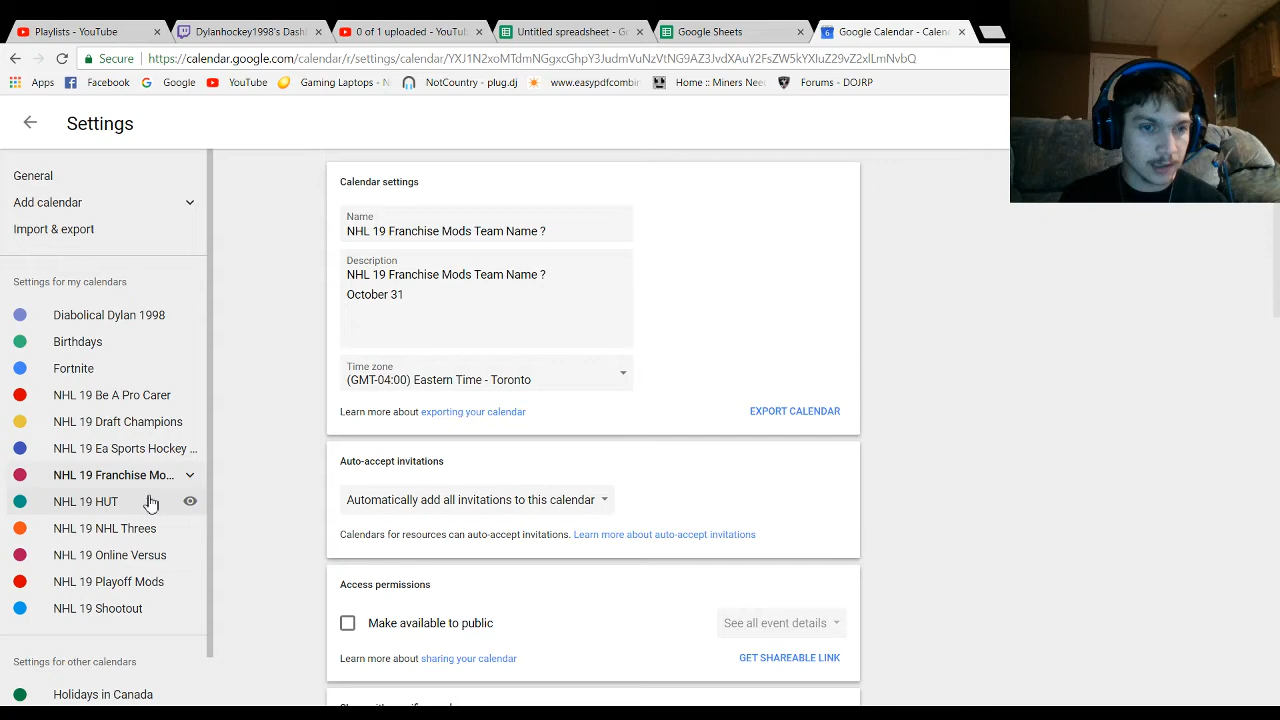 Playlists - YouTube
Dylanhockey1998's
0 of 1 uploaded - YouTu
Untitled spreadsheet - Go
Google Sheets
Google Calendar - Calen
Secure
https://calendar.google.com/calendar/r/settings/calendar/
Apps
Facebook
Google
YouTube
Gaming Laptops - N
NotCountry - plug.dj
www.easypdfcombin
Home :: Miners Nee
Forums - DOJRP
Settings
General
Add calendar
Import & export
Settings for my calendars
Diabolical Dylan 1998
Birthdays
Fortnite
NHL 19 Be A Pro Carer
NHL 19 Draft Champions
NHL 19 Ea Sports Hockey ...
NHL 19 Franchise Mo...
NHL 19 HUT
NHL 19 NHL Threes
NHL 19 Online Versus
NHL 19 Playoff Mods
NHL 19 Shootout
Settings for other calendars
Holidays in Canada
Calendar settings
Name
NHL 19 Franchise Mods Team Name ?
Description
NHL 19 Franchise Mods Team Name ?
October 31
Time zone
(GMT-04:00) Eastern Time - Toronto
Learn more about exporting your calendar
EXPORT CALENDAR
Auto-accept invitations
Automatically add all invitations to this calendar
Calendars for resources can auto-accept invitations. Learn more about auto-accept invitations
Access permissions
Make available to public
See all event details
Learn more about sharing your calendar
GET SHAREABLE LINK